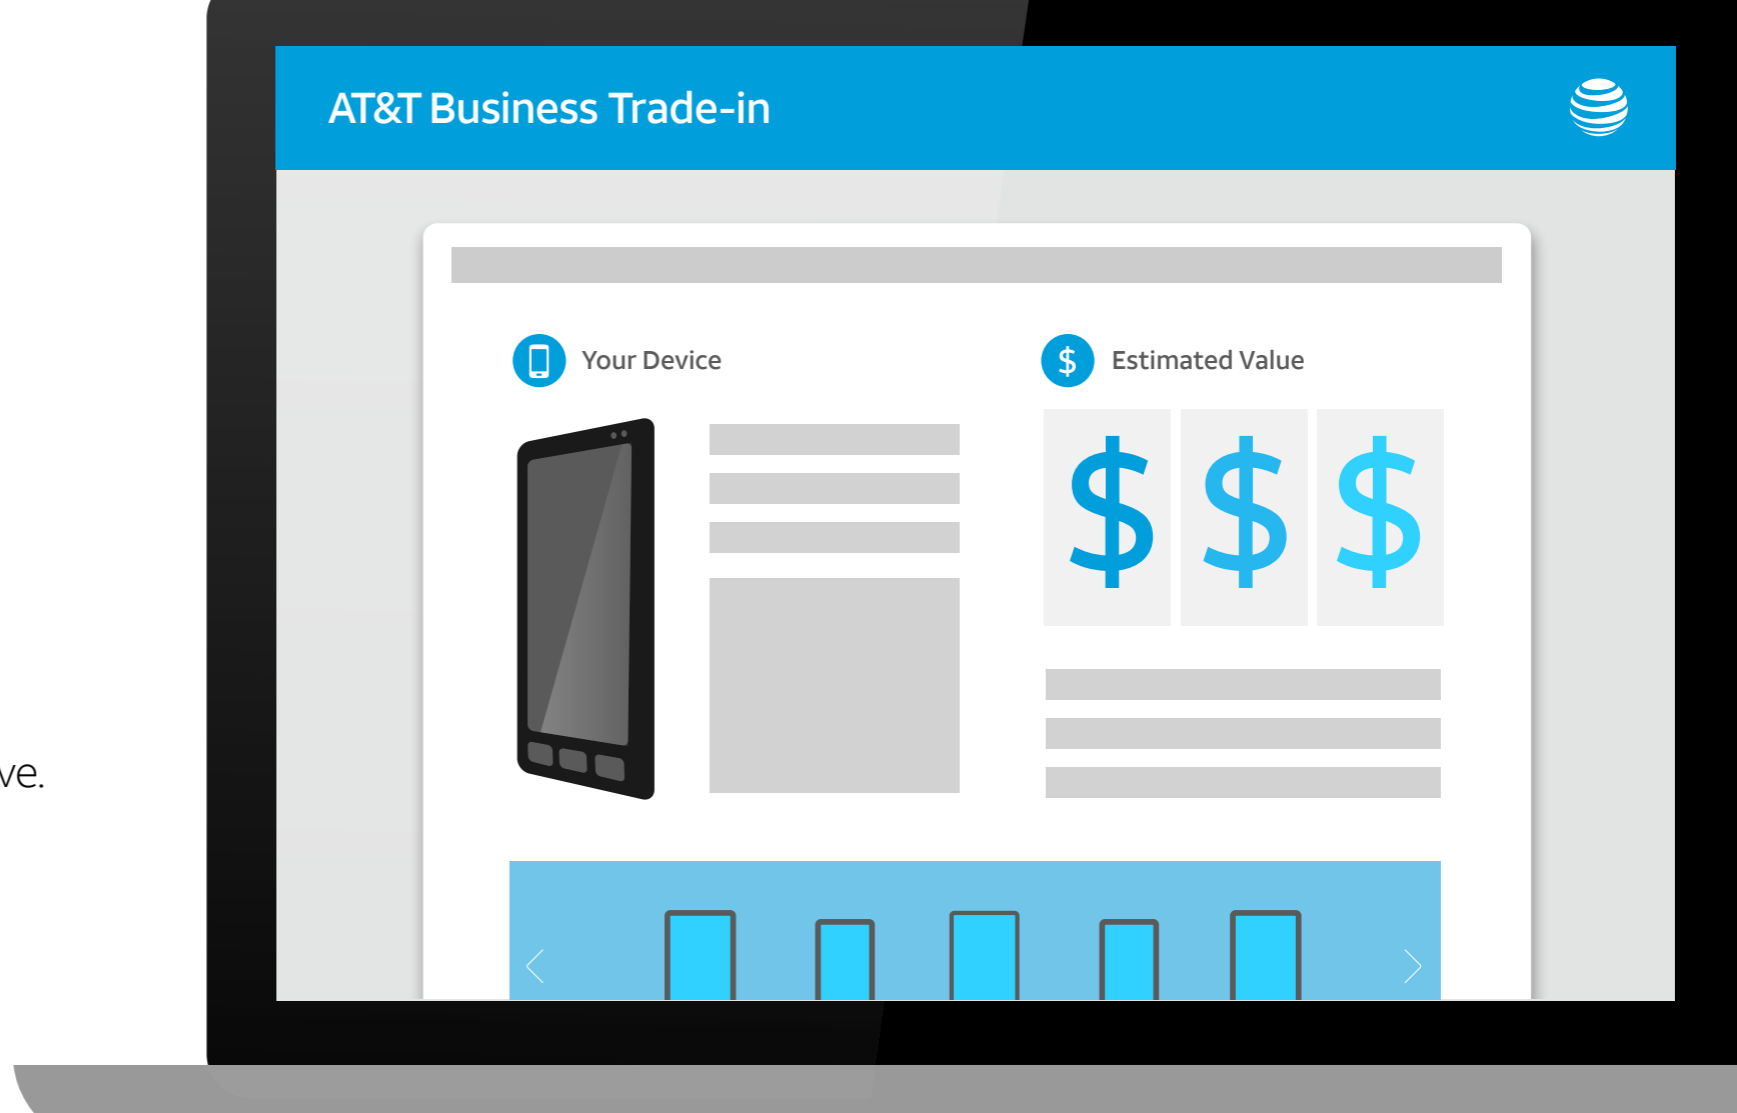 AT&T Business Trade-in
Your Device
$ Estimated Value
$ $ $
ve.